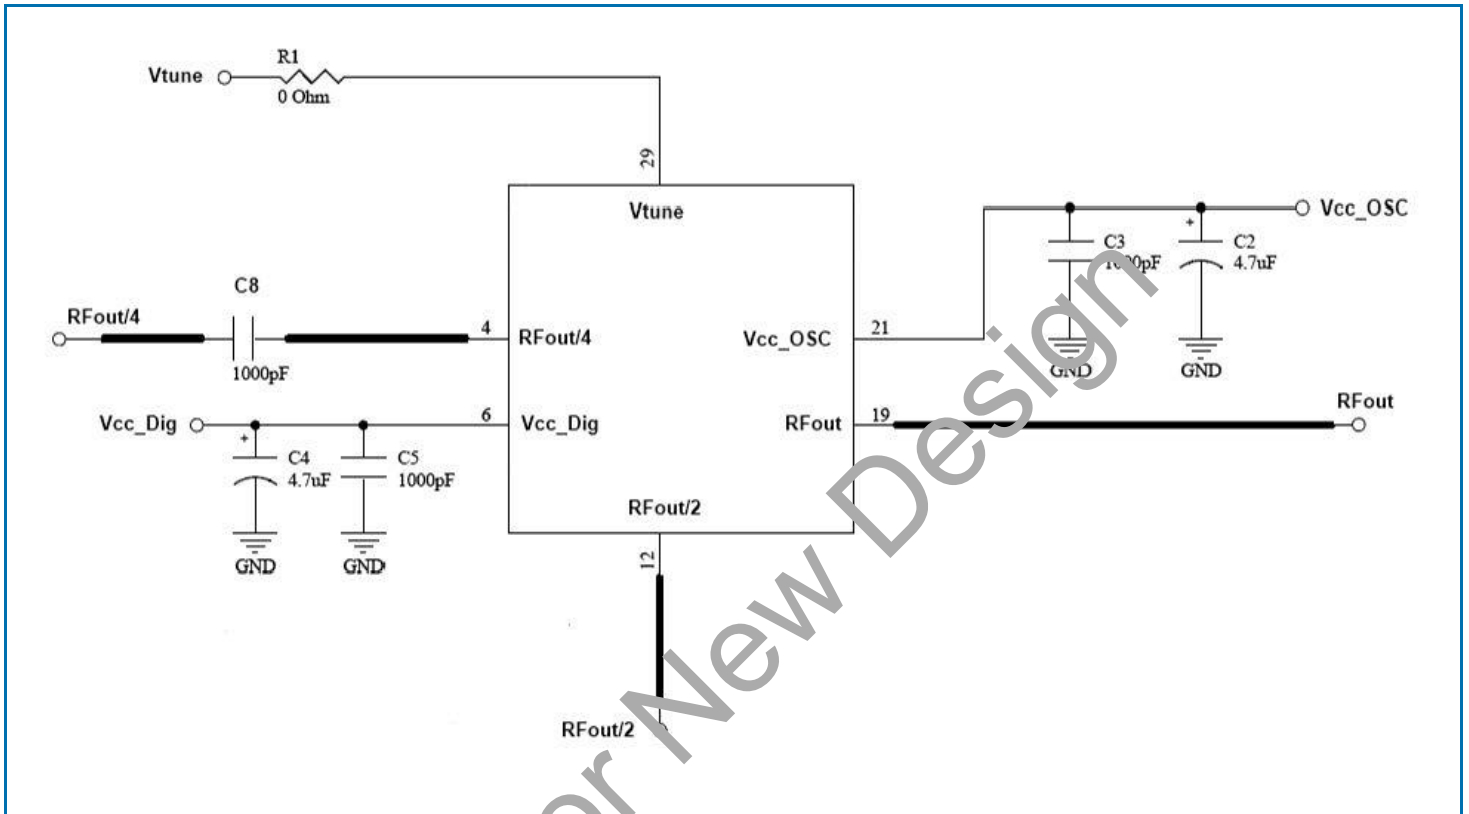 R1
Vtune
0 Ohm
29
Vtune
Vcc_OSC
+
C3
1000pF
C2
4.7uF
GND
GND
C8
RFout/4
1000pF
4
RFout/4
Vcc_OSC
21
Vcc_Dig
6
Vcc_Dig
RFout
19
RFout
+
C4
4.7uF
C5
1000pF
GND
GND
RFout/2
12
RFout/2
or New Design